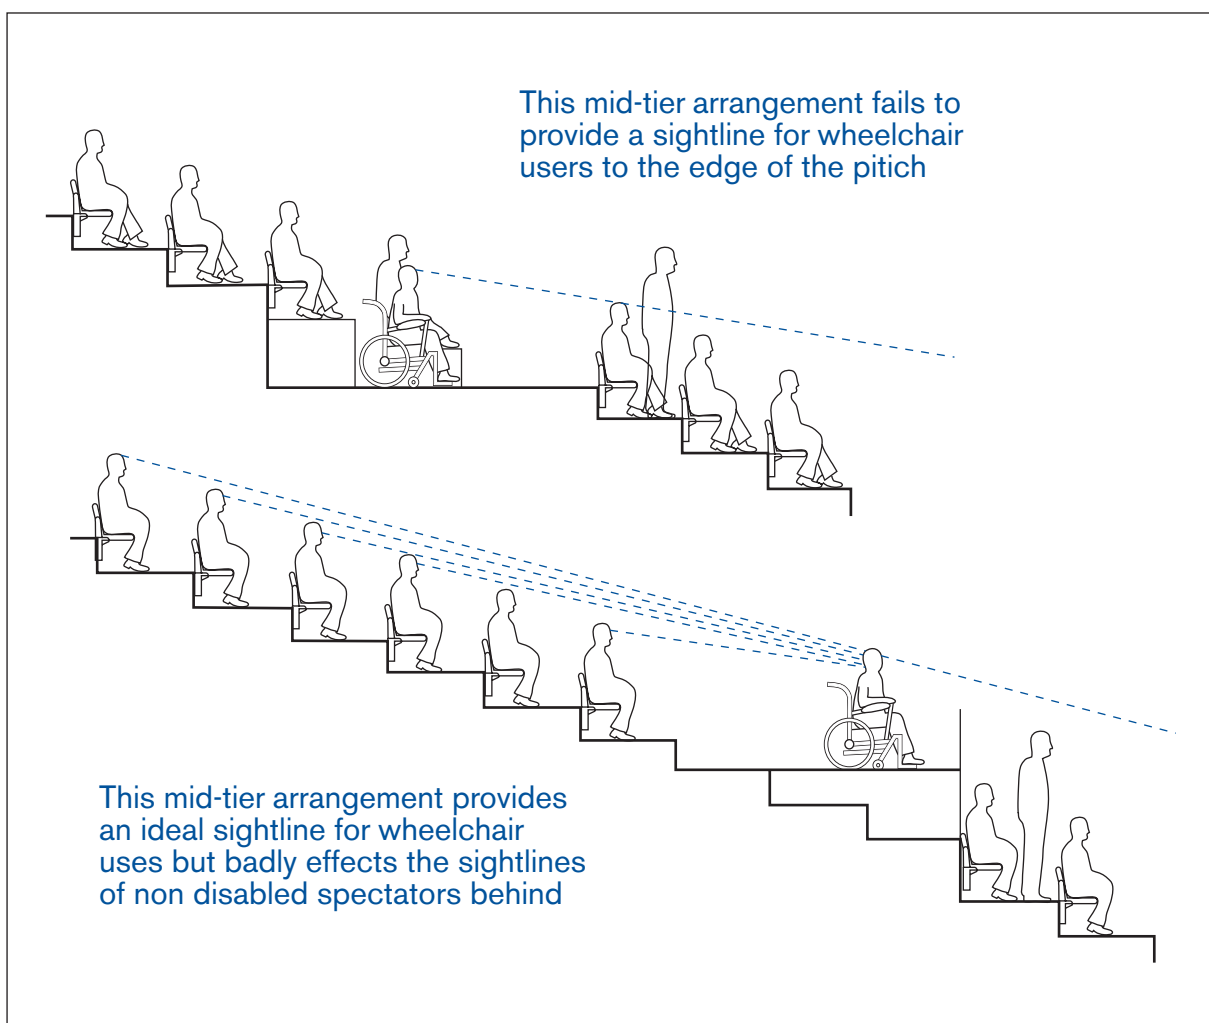 This mid-tier arrangement fails to
provide a sightline for wheelchair
users to the edge of the pitich
This mid-tier arrangement provides
an ideal sightline for wheelchair
uses but badly effects the sightlines
of non disabled spectators behind